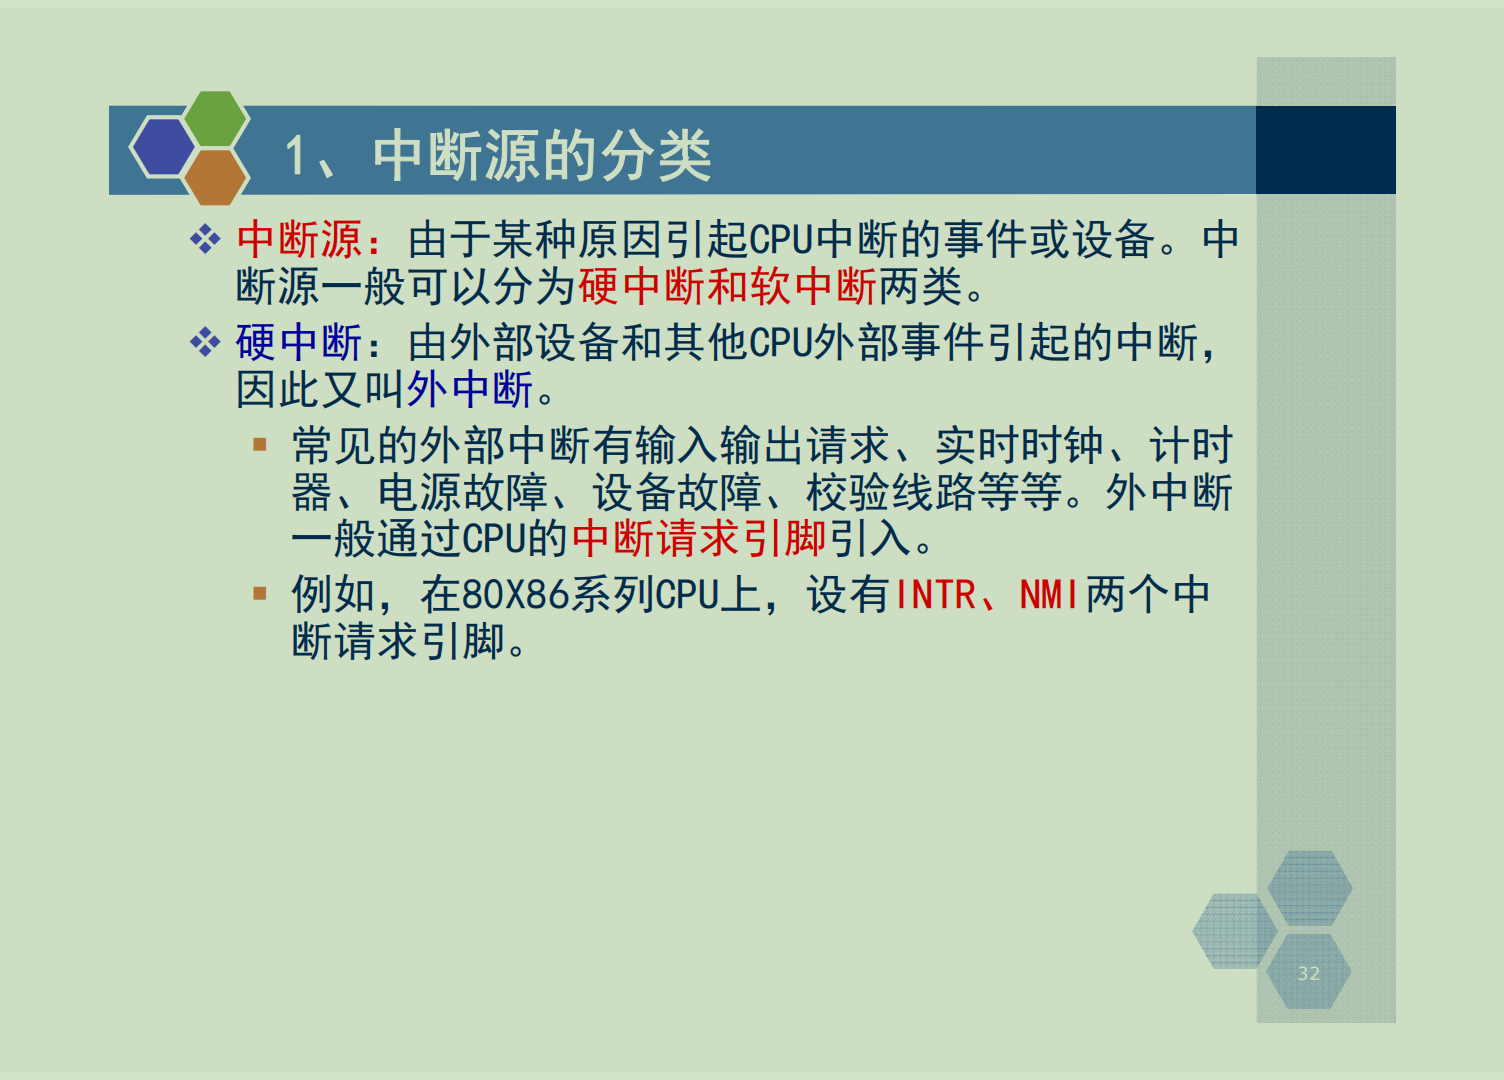 1、中断源的分类
中断源：由于某种原因引起CPU中断的事件或设备。中
断源一般可以分为硬中断和软中断两类。
硬中断：由外部设备和其他CPU外部事件引起的中断，
因此又叫外中断。
常见的外部中断有输入输出请求、实时时钟、计时
器、电源故障、设备故障、校验线路等等。外中断
一般通过CPU的中断请求引脚引入。
例如，在80X86系列CPU上，设有INTR、NMI两个中
断请求引脚。
32